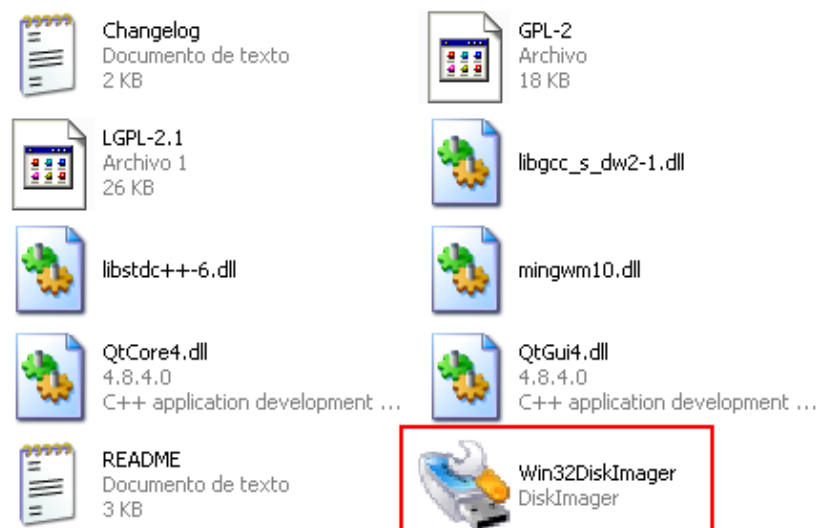 Changelog
Documento de texto
2 KB
GPL-2
Archivo
18 KB
LGPL-2.1
Archivo 1
26 KB
libgcc_s_dw2-1.dll
libstdc++-6.dll
mingwm10.dll
QtCore4.dll
4.8.4.0
C++ application development ...
QtGui4.dll
4.8.4.0
C++ application development ...
README
Documento de texto
3 KB
Win32DiskImager
DiskImager